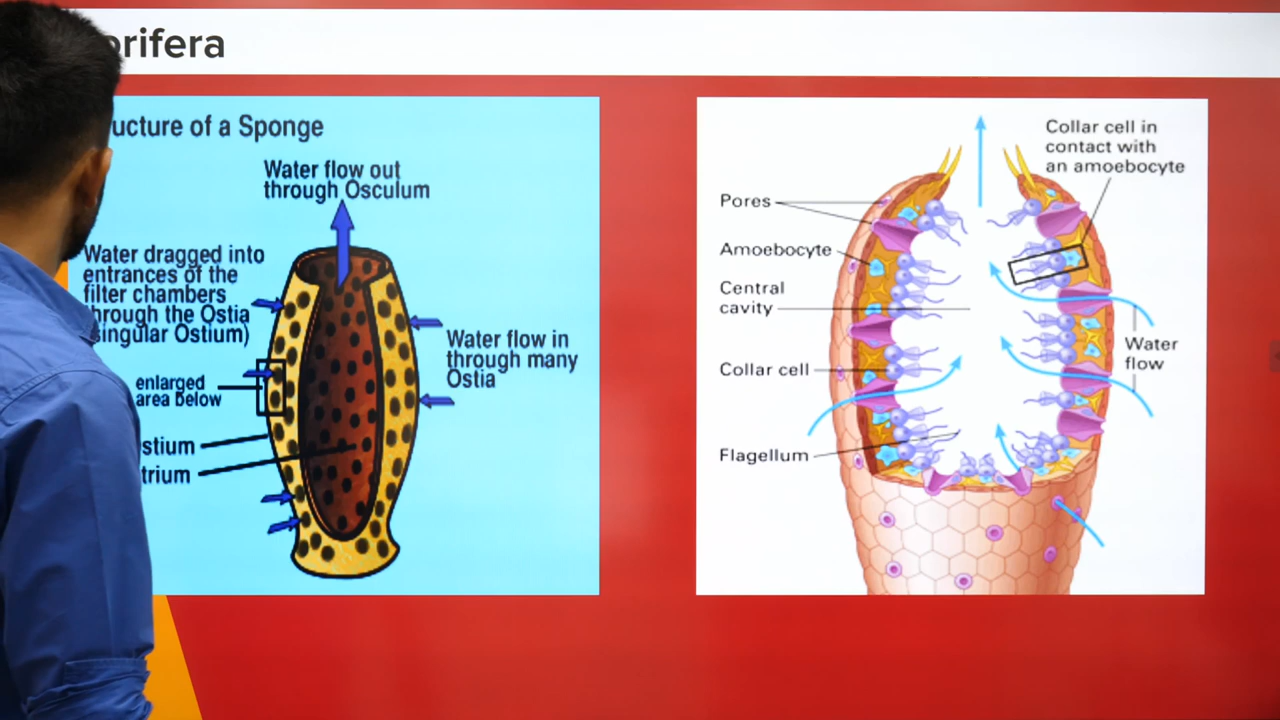 orifera
ucture of a Sponge
Water flow out
through Osculum
Water dragged into
entrances of the
filter chambers
through the Ostia
singular Ostium)
enlarged
area below
stium
trium
Water flow in
through many
Ostia
Collar cell in
contact with
an amoebocyte
Pores
Amoebocyte
Central
cavity
Collar cell
Flagellum
Water
flow